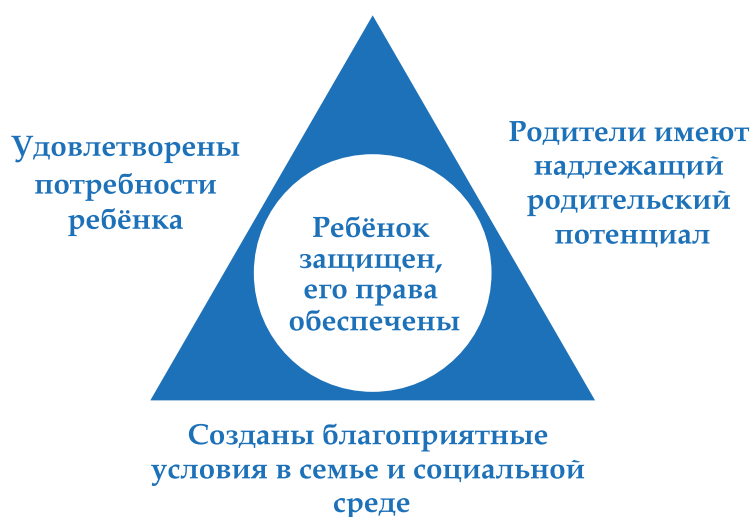 Удовлетворены
потребности
ребёнка
Родители имеют
надлежащий
родительский
потенциал
Ребёнок
защищен,
его права
обеспечены
Созданы благоприятные
условия в семье и социальной
среде